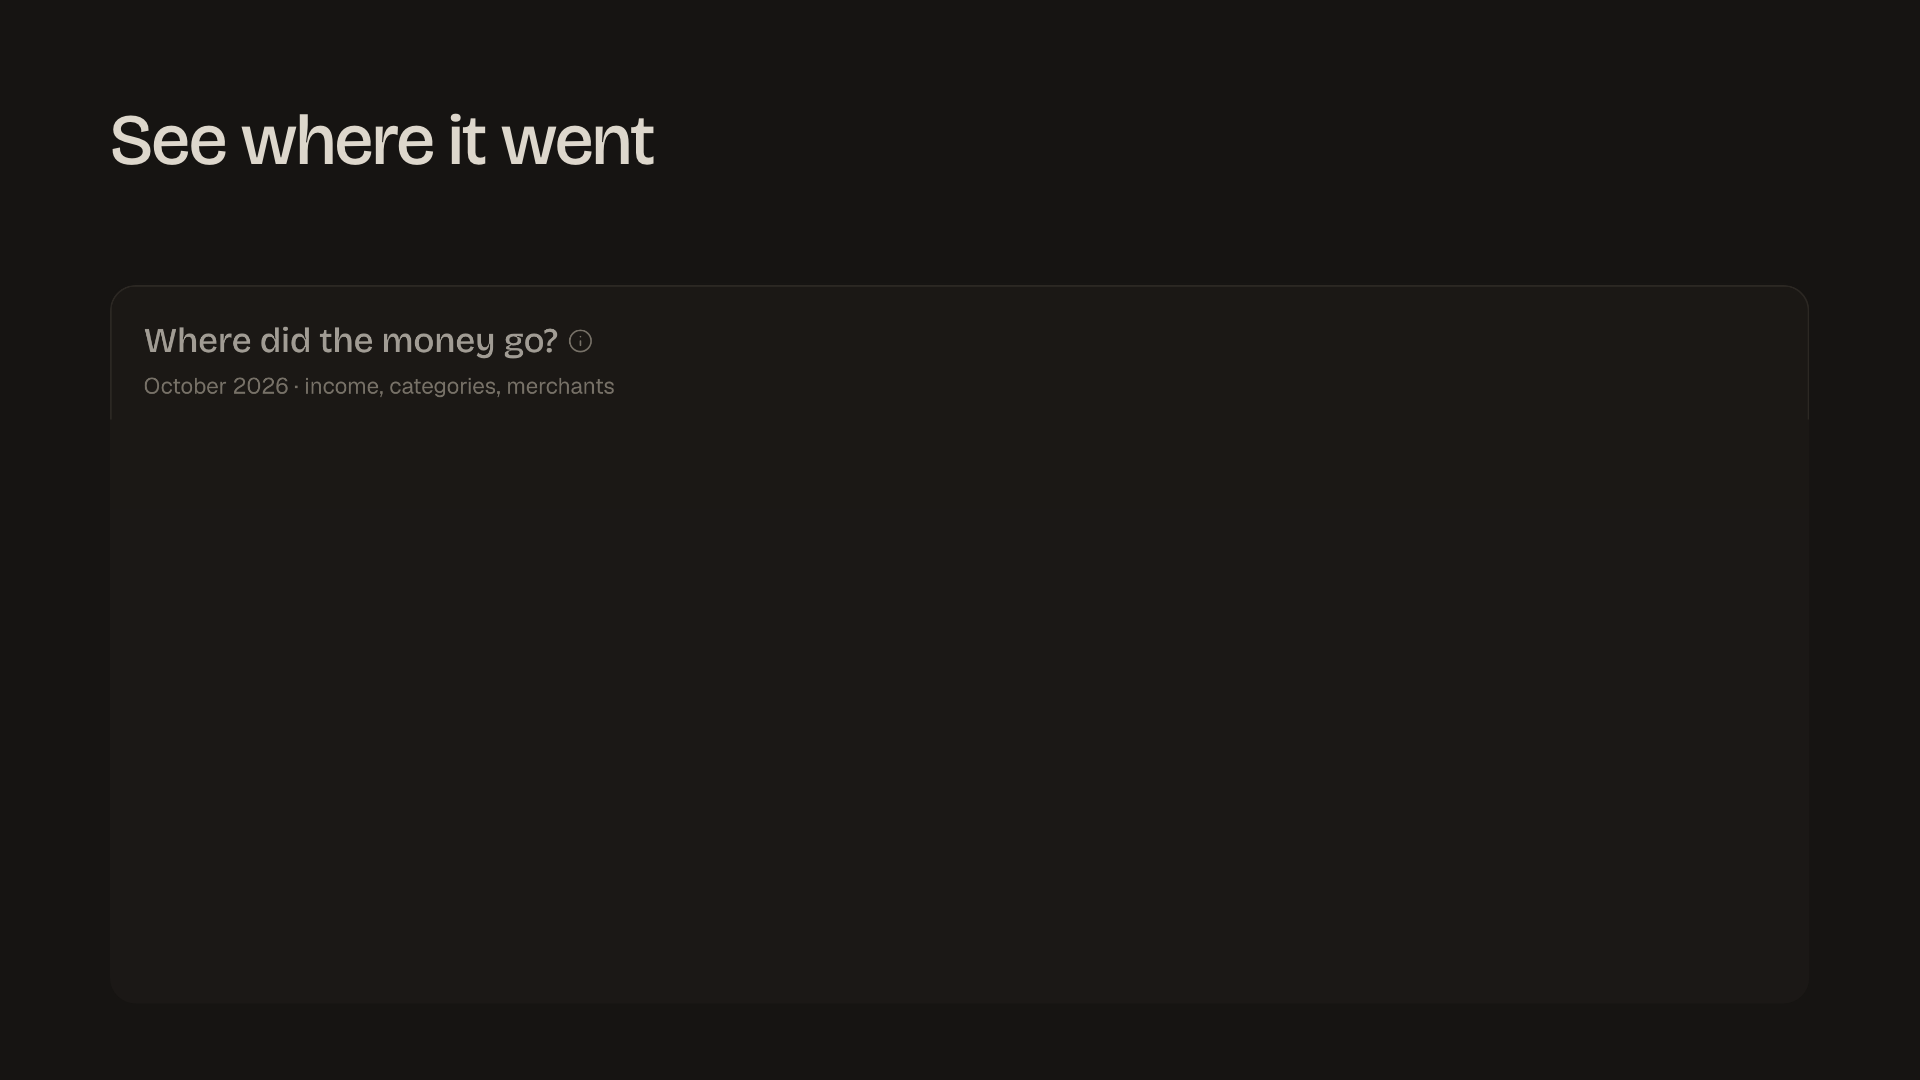 See where it went
Where did the money go?
October 2026 · income, categories, merchants